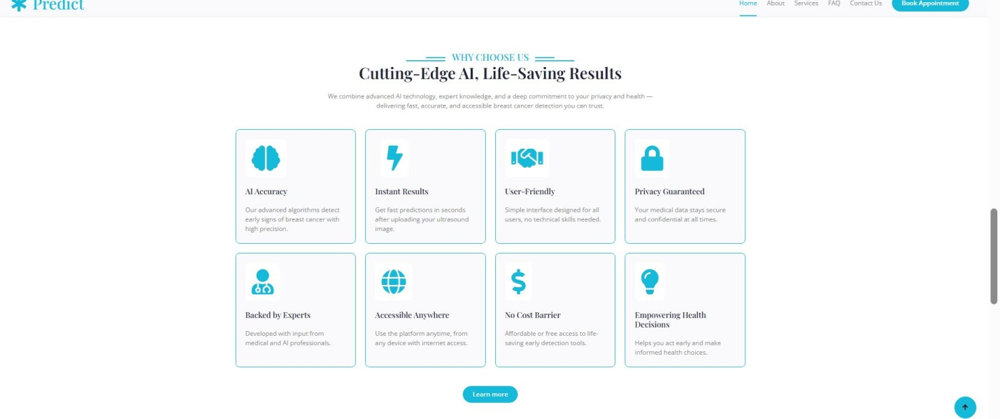 Predict
Home About Services FAQ Contact Us Book Appointment
WHY CHOOSE US
Cutting-Edge AI, Life-Saving Results
We combine advanced AI technology, expert knowledge, and a deep commitment to your privacy and health —
delivering fast, accurate, and accessible breast cancer detection you can trust.
AI Accuracy
Our advanced algorithms detect
early signs of breast cancer with
high precision.
Instant Results
Get fast predictions in seconds
after uploading your ultrasound
image.
User-Friendly
Simple interface designed for all
users, no technical skills needed.
Privacy Guaranteed
Your medical data stays secure
and confidential at all times.
Backed by Experts
Developed with input from
medical and AI professionals.
Accessible Anywhere
Use the platform anytime, from
any device with internet access.
No Cost Barrier
Affordable or free access to life-
saving early detection tools.
Empowering Health
Decisions
Helps you act early and make
informed health choices.
Learn more